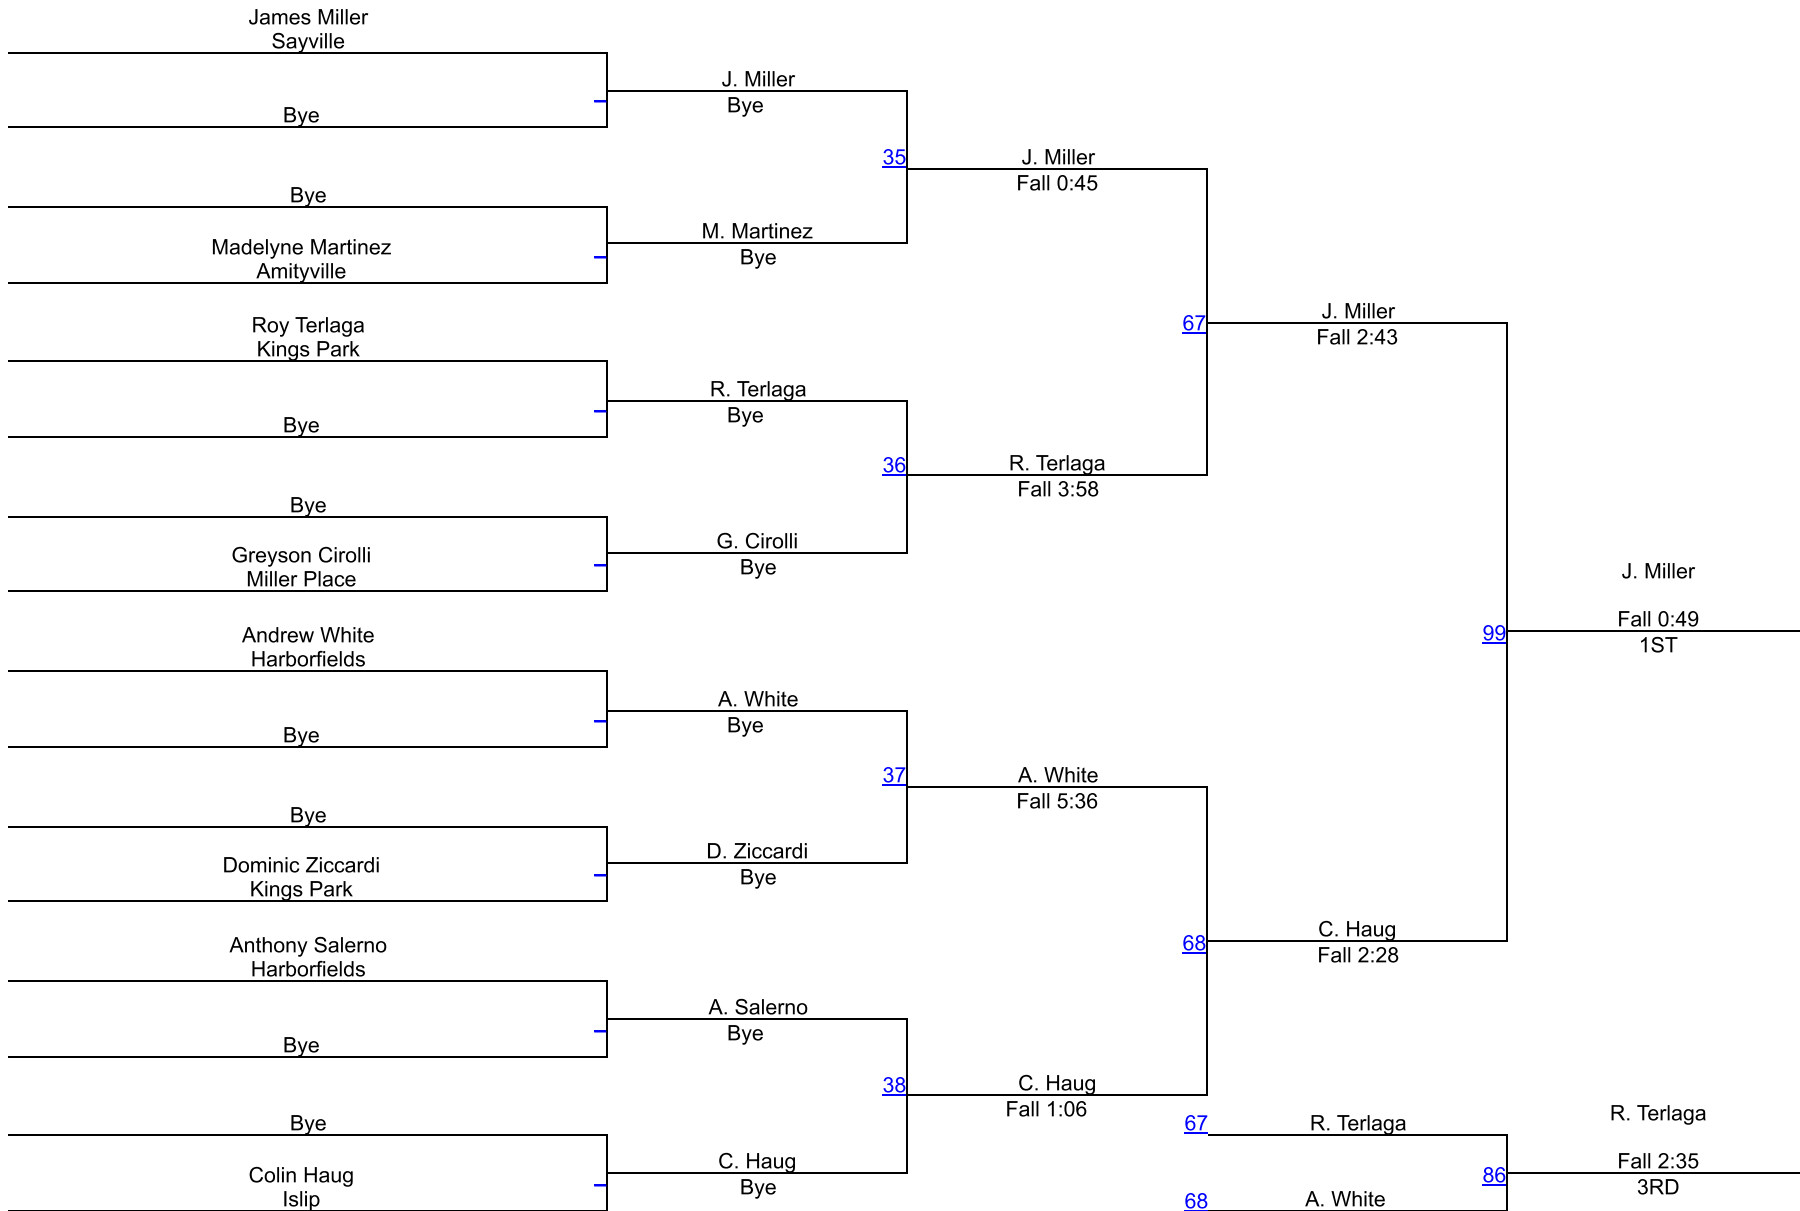 James Miller
Sayville
Bye
Bye
Madelyne Martinez
Amityville
Roy Terlaga
Kings Park
Bye
Bye
Greyson Cirolli
Miller Place
Andrew White
Harborfields
Bye
Bye
Dominic Ziccardi
Kings Park
Anthony Salerno
Harborfields
Bye
Bye
Colin Haug
Islip
J. Miller
Bye
35
M. Martinez
Bye
R. Terlaga
Bye
36
G. Cirolli
Bye
A. White
Bye
37
D. Ziccardi
Bye
A. Salerno
Bye
38
C. Haug
Bye
J. Miller
Fall 0:45
67
R. Terlaga
Fall 3:58
A. White
Fall 5:36
68
C. Haug
Fall 1:06
J. Miller
Fall 2:43
99
C. Haug
Fall 2:28
J. Miller
Fall 0:49
1ST
67
R. Terlaga
86
68
A. White
R. Terlaga
Fall 2:35
3RD